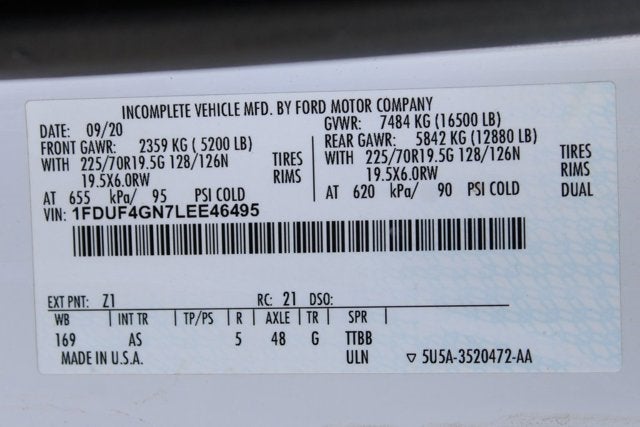 INCOMPLETE VEHICLE MFD. BY FORD MOTOR COMPANY
DATE: 09/20 GVWR: 7484 KG (16500 LB)
FRONT GAWR: 2359 KG ( 5200 LB) REAR GAWR: 5842 KG (12880 LB)
WITH 225/70R19.5G 128/126N TIRES WITH 225/70R19.5G 128/126N TIRES
19.5X6.0RW RIMS 19.5X6.0RW RIMS
AT 655 kPa/ 95 PSI COLD AT 620 kPa/ 90 PSI COLD DUAL
VIN: 1FDUF4GN7LEE46495
EXT PNT: Z1 RC: 21 DSO:
WB | INT TR | TP/PS | R | AXLE | TR | SPR
169 AS 5 48 G TTBB
MADE IN U.S.A. ULN ▽ 5U5A-3520472-AA